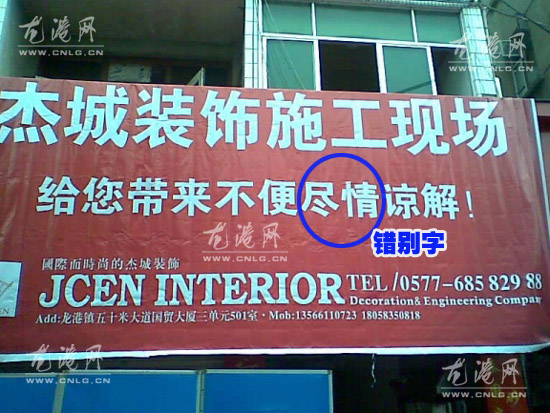 龙港网
WWW.CNLG.CN
龙港网
WWW.CNLG.CN
杰城装饰施工现场
给您带来不便尽情谅解！
错别字
龙港网
WWW.CNLG.CN
國際而時尚的杰城裝飾
JCEN INTERIOR
TEL /0577-685 829 88
Decoration&Engineering Company
Add:龙港镇五十米大道国贸大厦三单元501室·Mob:13566110723 18058350818
龙港网
WWW.CNLG.CN
龙港网
WWW.CNLG.CN